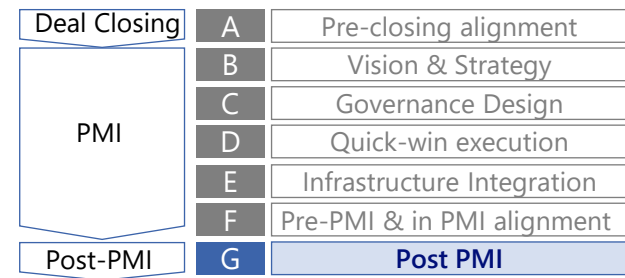 Deal Closing A Pre-closing alignment
B Vision & Strategy
C Governance Design
PMI D Quick-win execution
E Infrastructure Integration
F Pre-PMI & in PMI alignment
Post-PMI G Post PMI